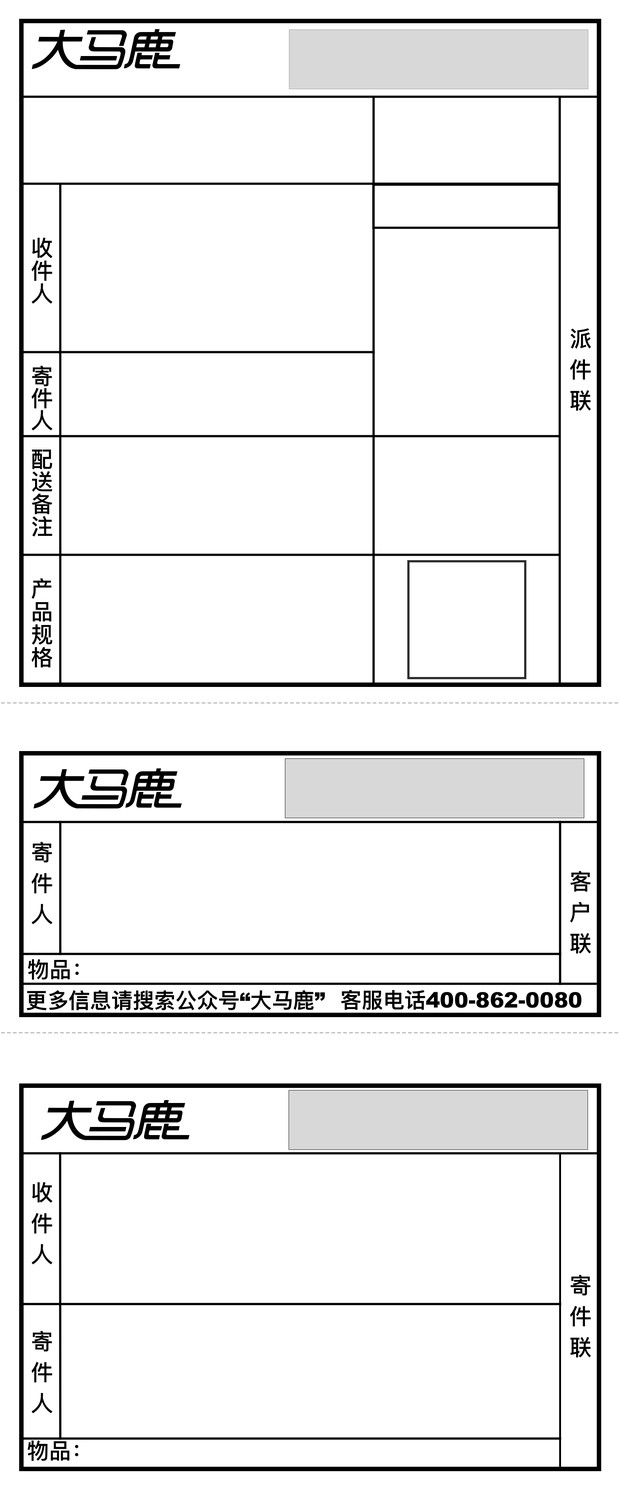 大马鹿
收件人
派件联
寄件人
配送备注
产品规格
大马鹿
寄件人
客户联
物品：
更多信息请搜索公众号“大马鹿” 客服电话400-862-0080
大马鹿
收件人
寄件联
寄件人
物品：